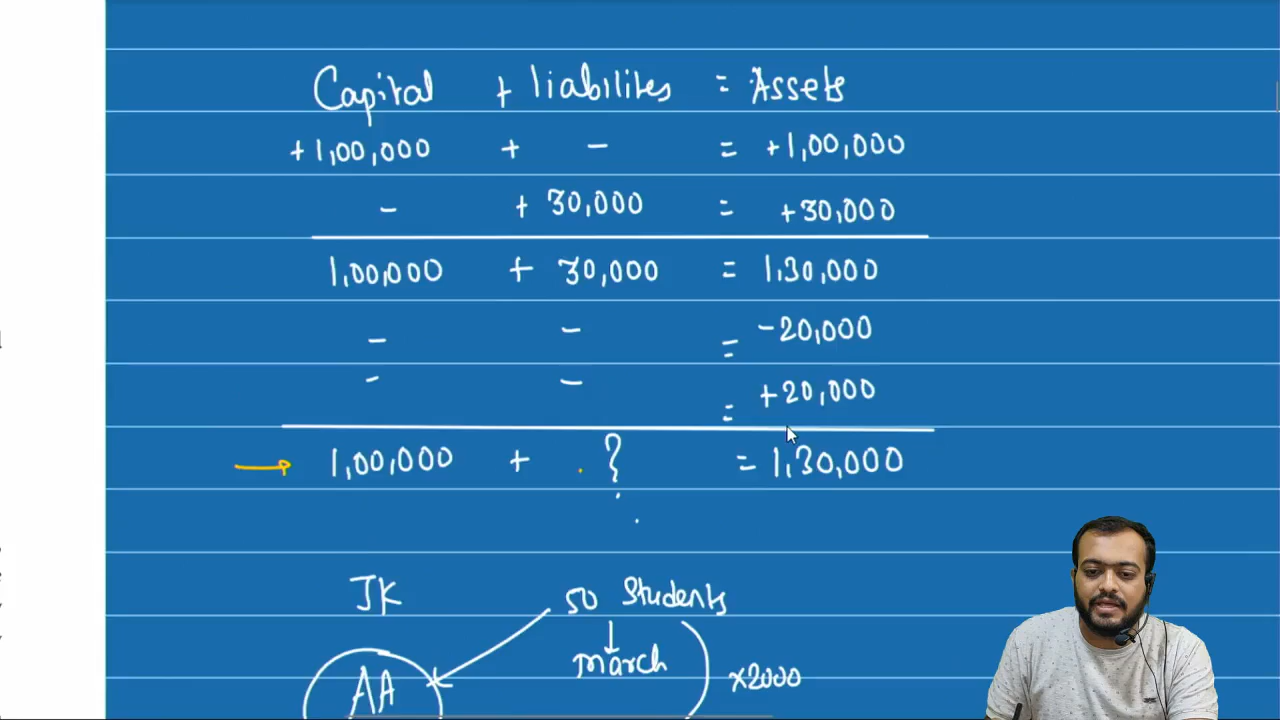 Capital + liabilites = Assets
+1,00,000 + - = +1,00,000
- + 30,000 = +30,000
1,00,000 + 30,000 = 1,30,000
- - = -20,000
- - = +20,000
1,00,000 + ? = 1,30,000
JK 50 Students
March
AA ×2000